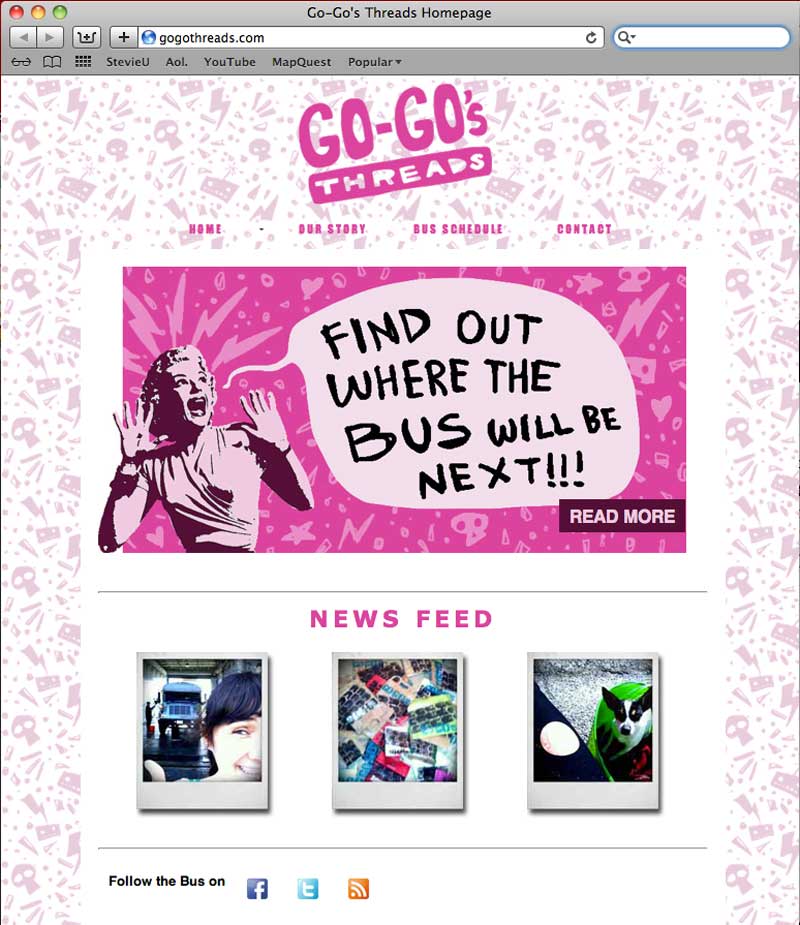 Go-Go's Threads Homepage
gogothreads.com
StevieU Aol. YouTube MapQuest Popular
GO-GO's
THREADS
HOME - OUR STORY BUS SCHEDULE CONTACT
FIND OUT
WHERE THE
BUS WILL BE
NEXT!!!
READ MORE
NEWS FEED
Follow the Bus on